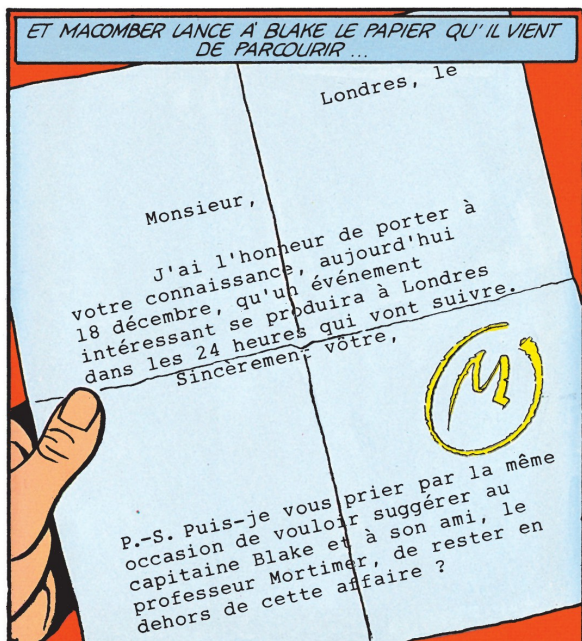 ET MACOMBER LANCE À BLAKE LE PAPIER QU'IL VIENT
DE PARCOURIR...
Londres, le
Monsieur,
J'ai l'honneur de porter à
votre connaissance, aujourd'hui
18 décembre, qu'un événement
intéressant se produira à Londres
dans les 24 heures qui vont suivre.
Sincèrement vôtre,
M
P.-S. Puis-je vous prier par la même
occasion de vouloir suggérer au
capitaine Blake et à son ami, le
professeur Mortimer, de rester en
dehors de cette affaire ?